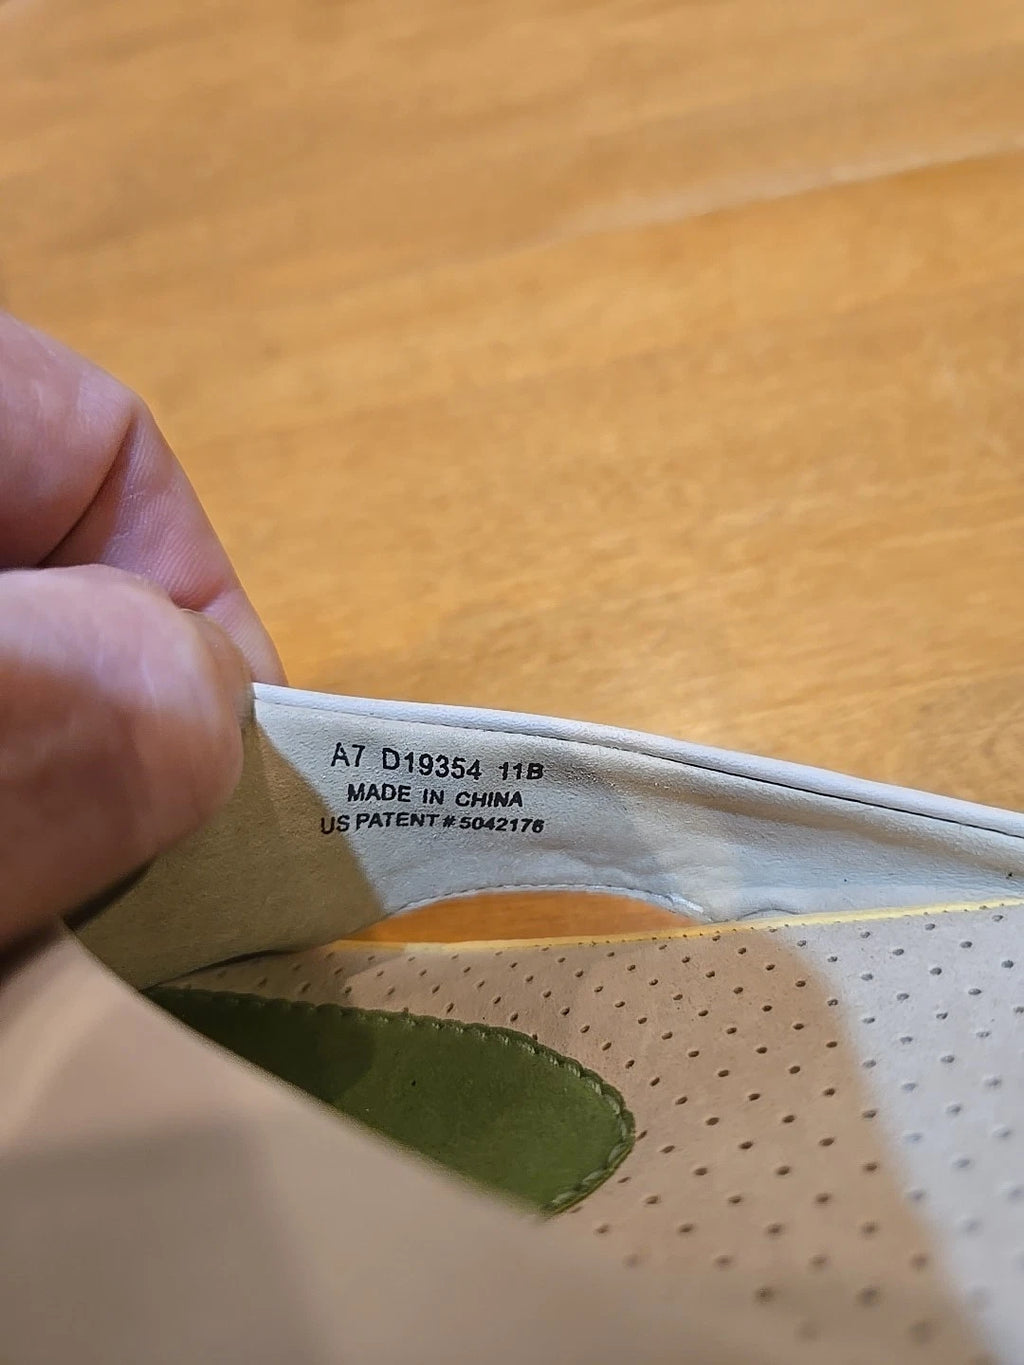 A7 D19354 11B
MADE IN CHINA
US PATENT # 5042176